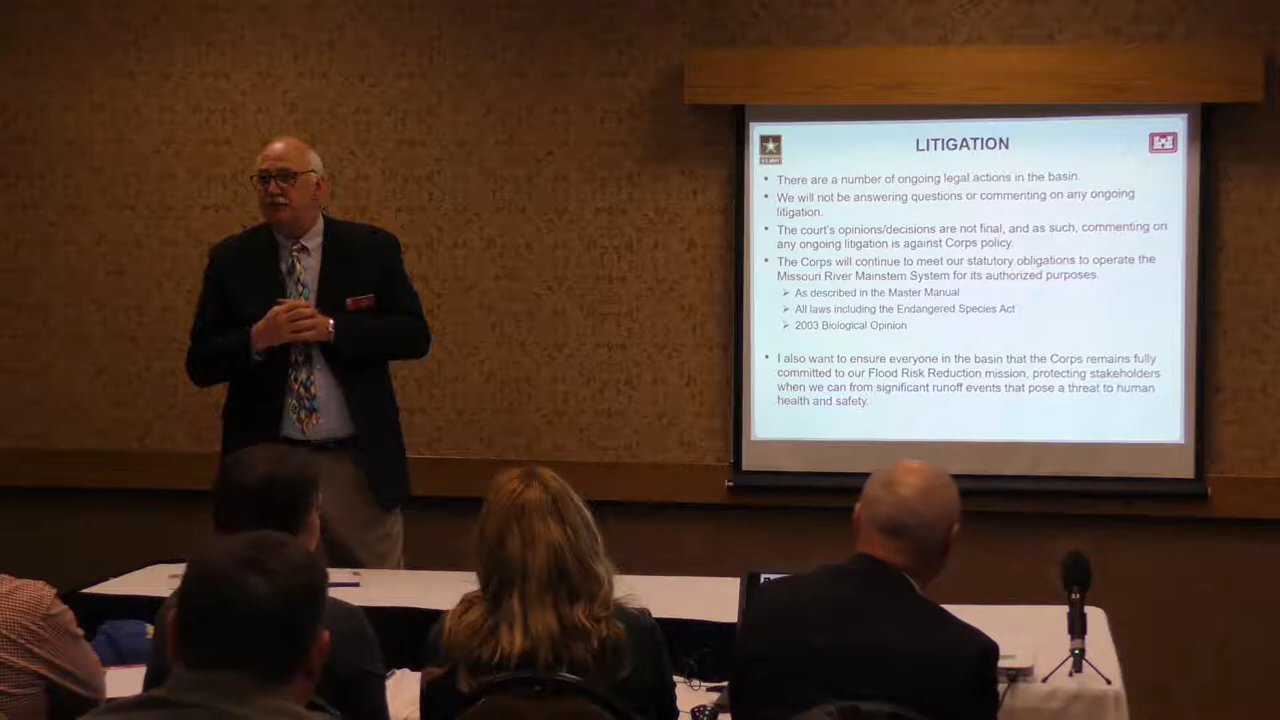 LITIGATION
U.S. ARMY
• There are a number of ongoing legal actions in the basin.
• We will not be answering questions or commenting on any ongoing
litigation.
• The court's opinions/decisions are not final, and as such, commenting on
any ongoing litigation is against Corps policy.
• The Corps will continue to meet our statutory obligations to operate the
Missouri River Mainstem System for its authorized purposes.
➢ As described in the Master Manual
➢ All laws including the Endangered Species Act
➢ 2003 Biological Opinion
• I also want to ensure everyone in the basin that the Corps remains fully
committed to our Flood Risk Reduction mission, protecting stakeholders
when we can from significant runoff events that pose a threat to human
health and safety.